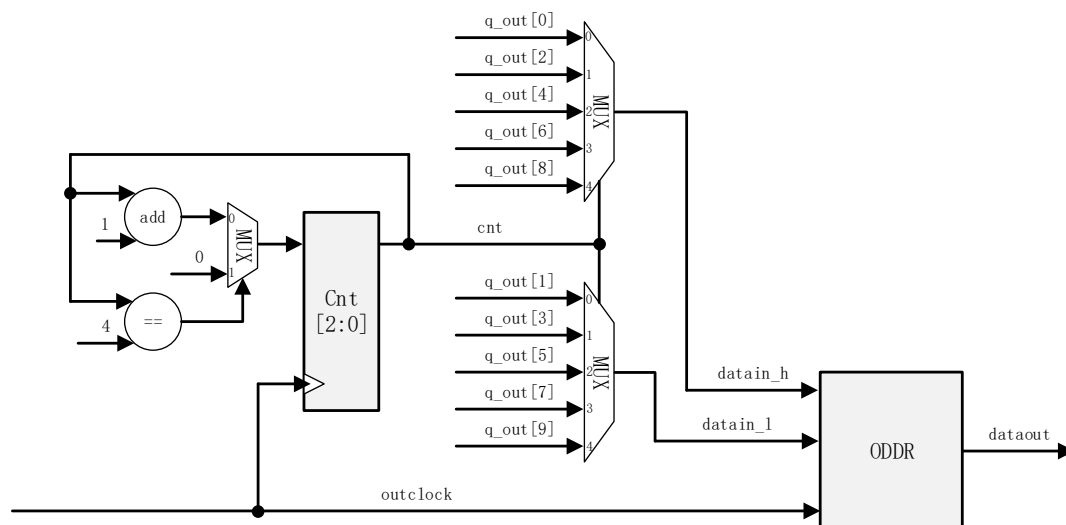 q_out[0]
q_out[2]
q_out[4]
q_out[6]
q_out[8]
0
1
2
3
4
MUX
add
1
0
0
1
MUX
==
4
Cnt
[2:0]
cnt
q_out[1]
q_out[3]
q_out[5]
q_out[7]
q_out[9]
0
1
2
3
4
MUX
datain_h
datain_l
ODDR
dataout
outclock